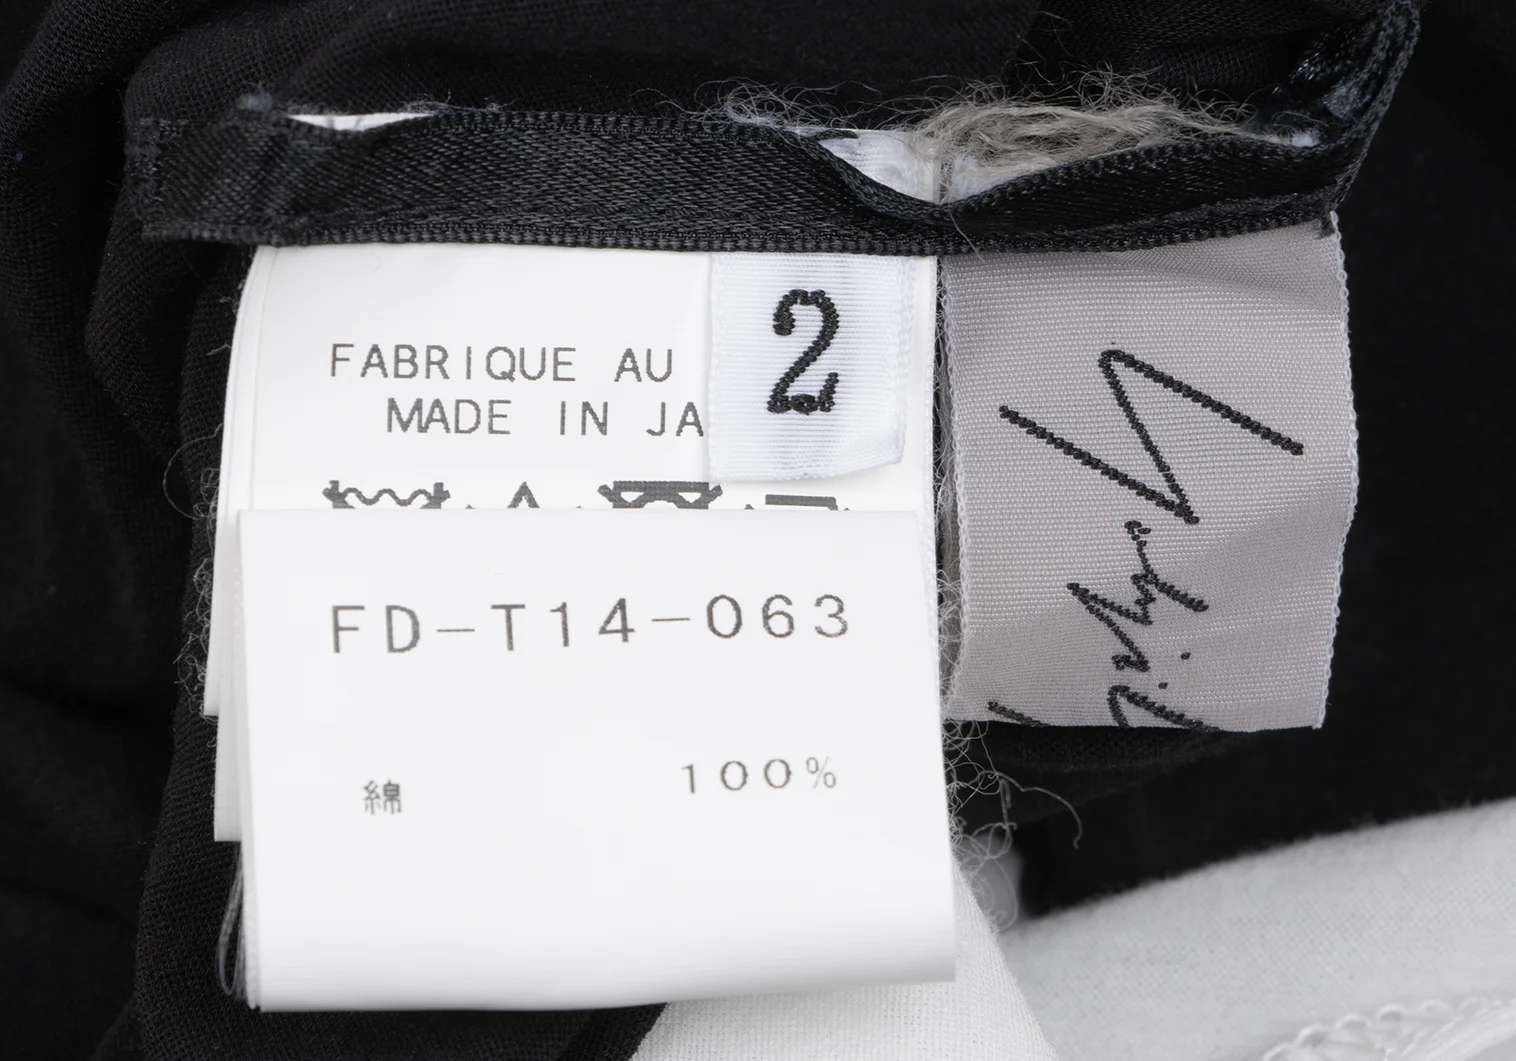 FABRIQUE AU
MADE IN JA
2
FD-T14-063
綿 100%